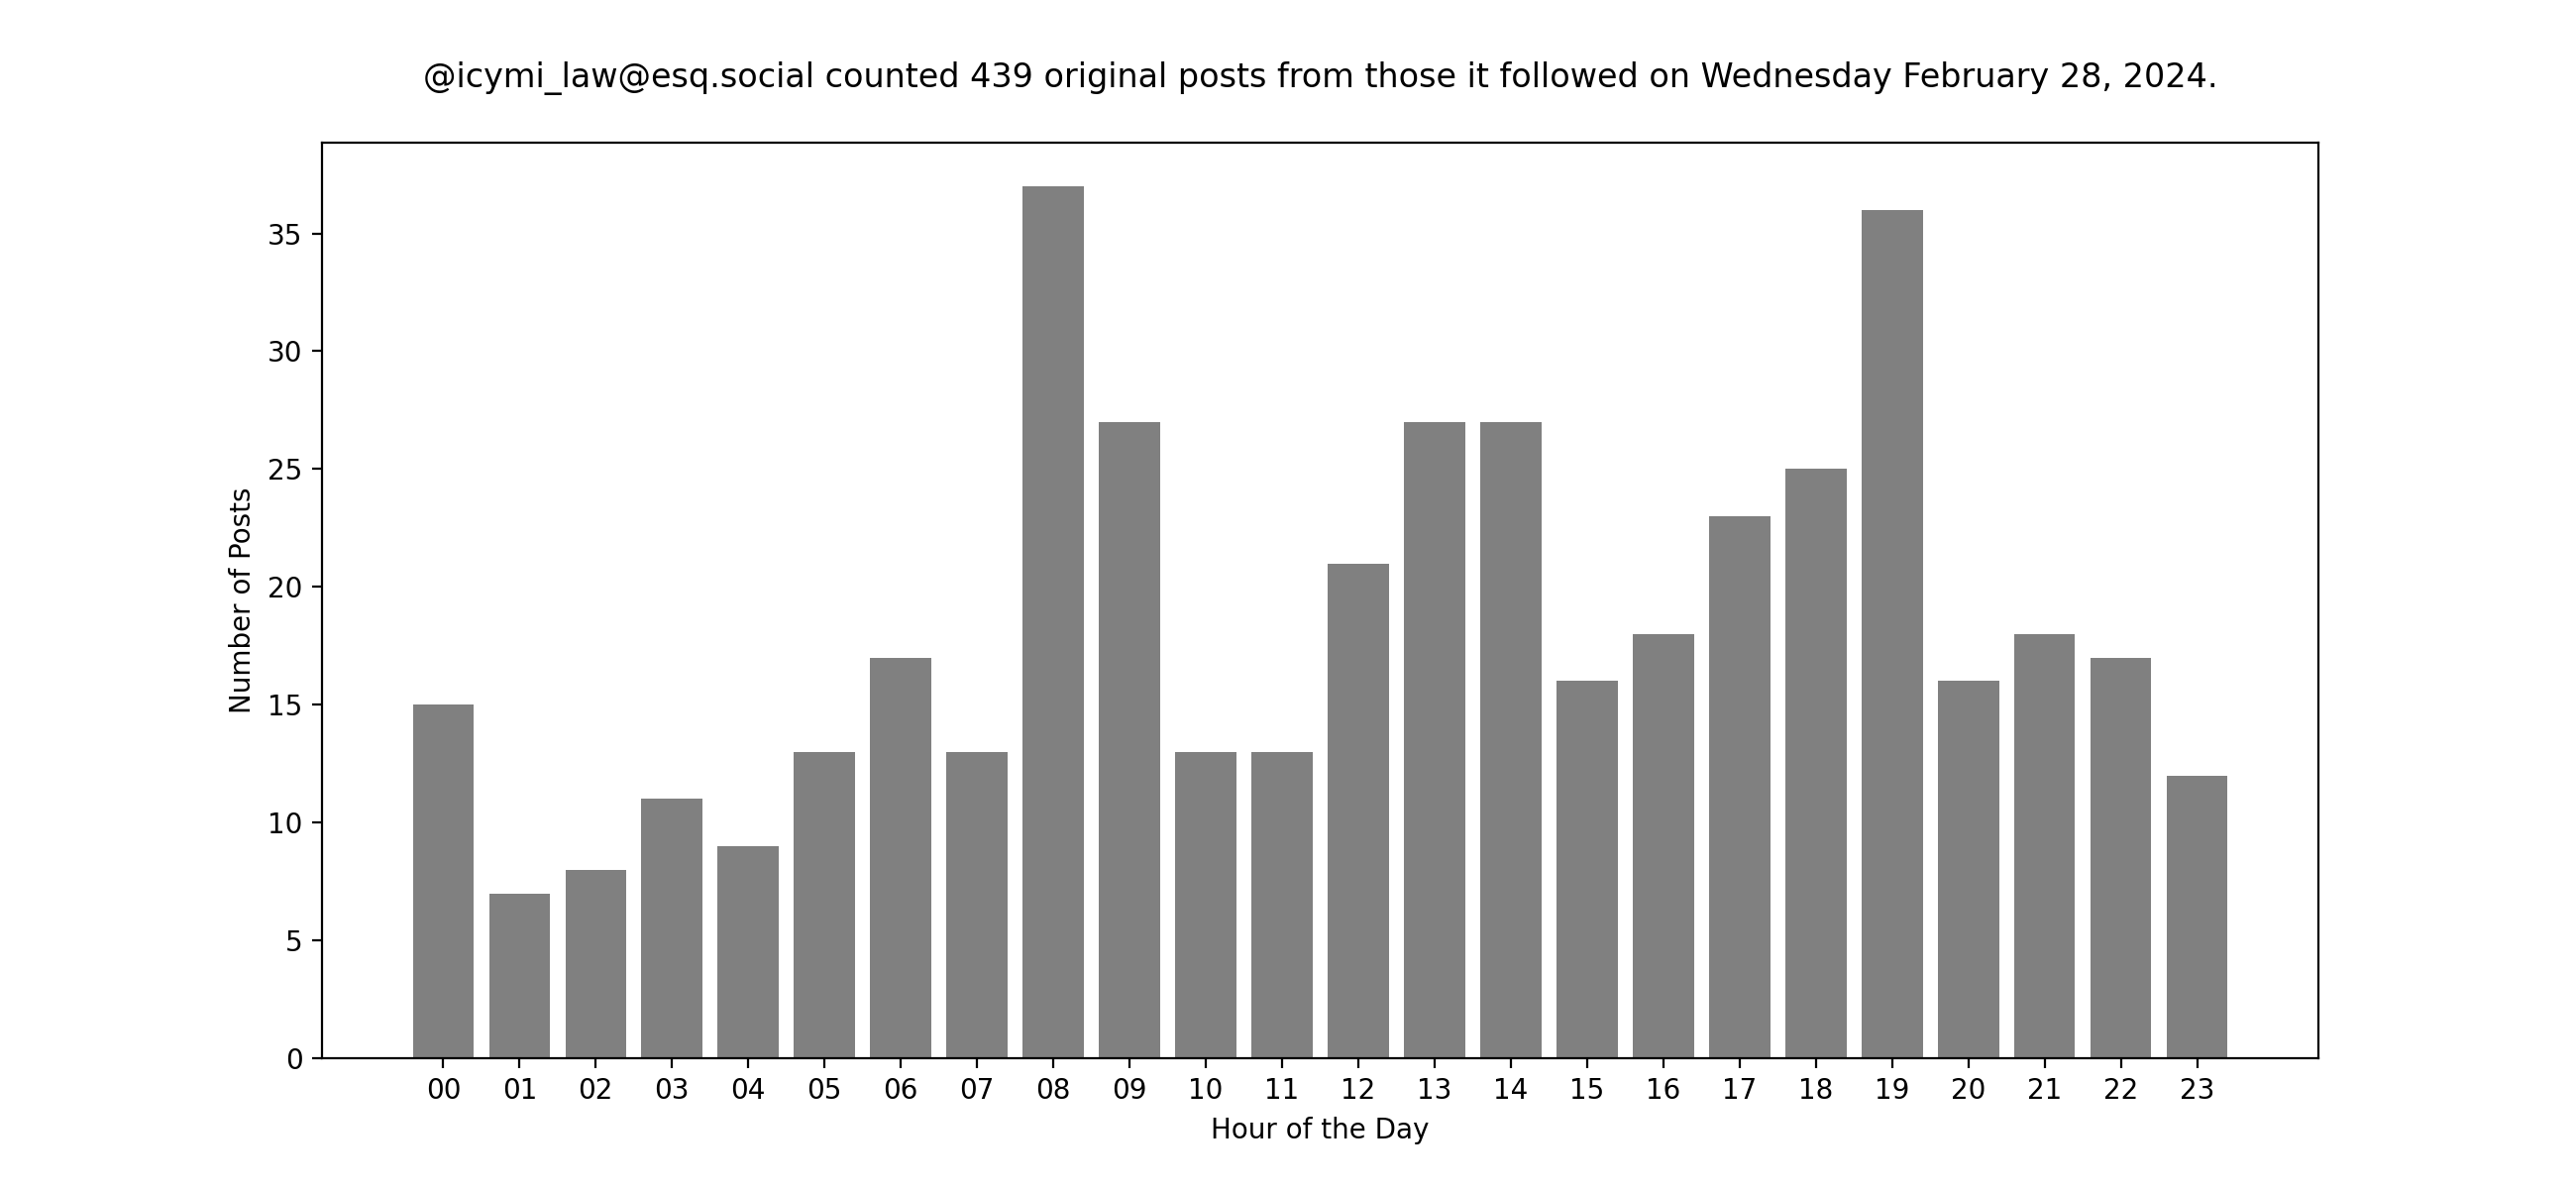 @icymi_law@esq.social counted 439 original posts from those it followed on Wednesday February 28, 2024.
35
30
25
20
15
10
5
0
Number of Posts
00 01 02 03 04 05 06 07 08 09 10 11 12 13 14 15 16 17 18 19 20 21 22 23
Hour of the Day